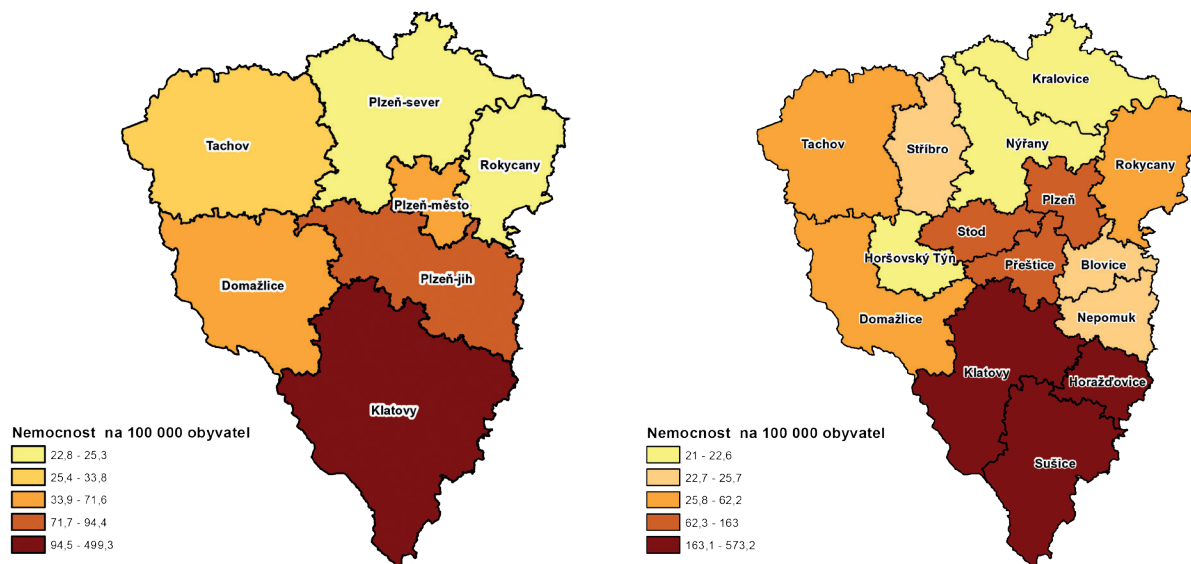 Plzeň-sever
Tachov
Rokycany
Plzeň-město
Plzeň-jih
Domažlice
Klatovy
Nemocnost na 100 000 obyvatel
22,8 - 25,3
25,4 - 33,8
33,9 - 71,6
71,7 - 94,4
94,5 - 499,3
Kralovice
Tachov
Stříbro
Nýřany
Rokycany
Plzeň
Stod
Horšovský Týn
Přeštice
Blovice
Domažlice
Nepomuk
Klatovy
Horažďovice
Sušice
Nemocnost na 100 000 obyvatel
21 - 22,6
22,7 - 25,7
25,8 - 62,2
62,3 - 163
163,1 - 573,2